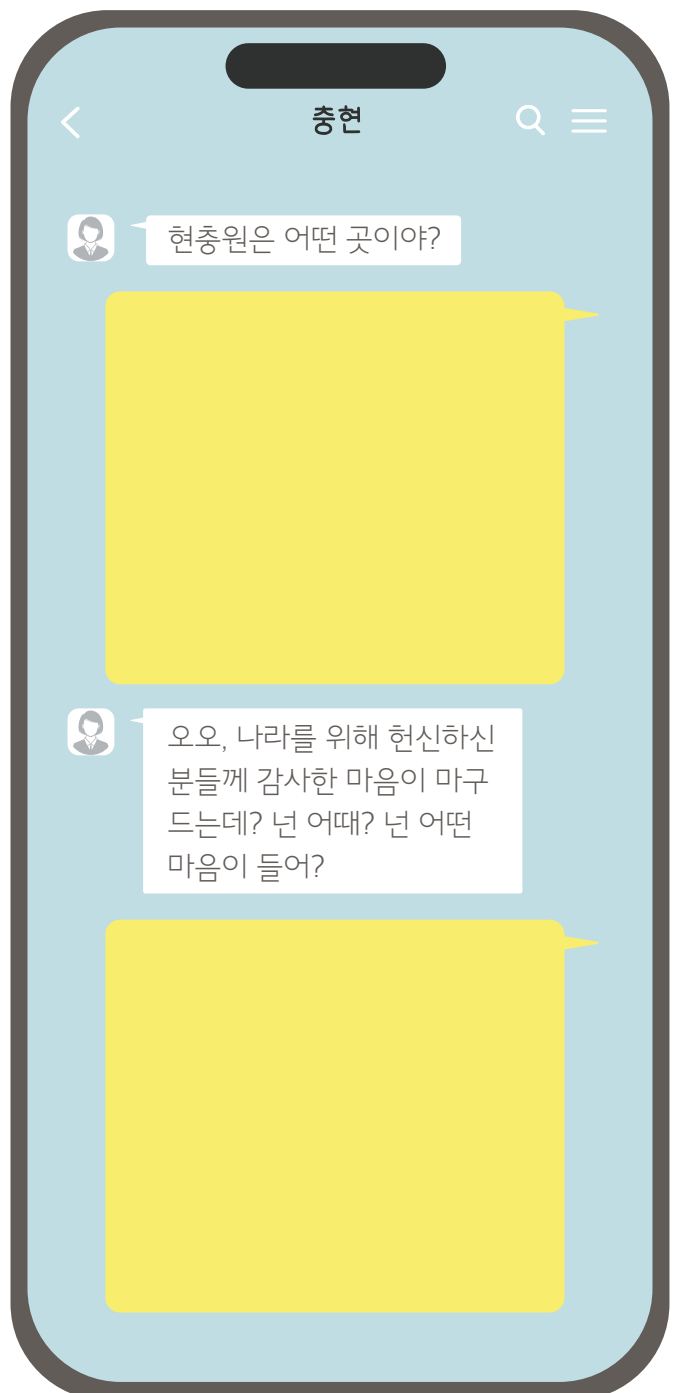 충현
현충원은 어떤 곳이야?
오오, 나라를 위해 헌신하신
분들께 감사한 마음이 마구
드는데? 넌 어때? 넌 어떤
마음이 들어?